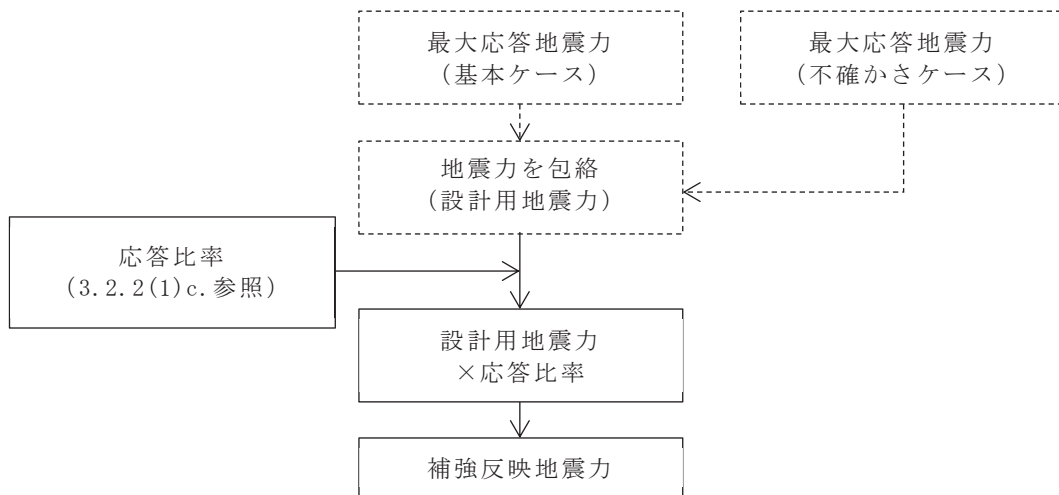 最大応答地震力
(基本ケース)
最大応答地震力
(不確かさケース)
地震力を包絡
(設計用地震力)
応答比率
(3.2.2(1)c.参照)
設計用地震力
×応答比率
補強反映地震力